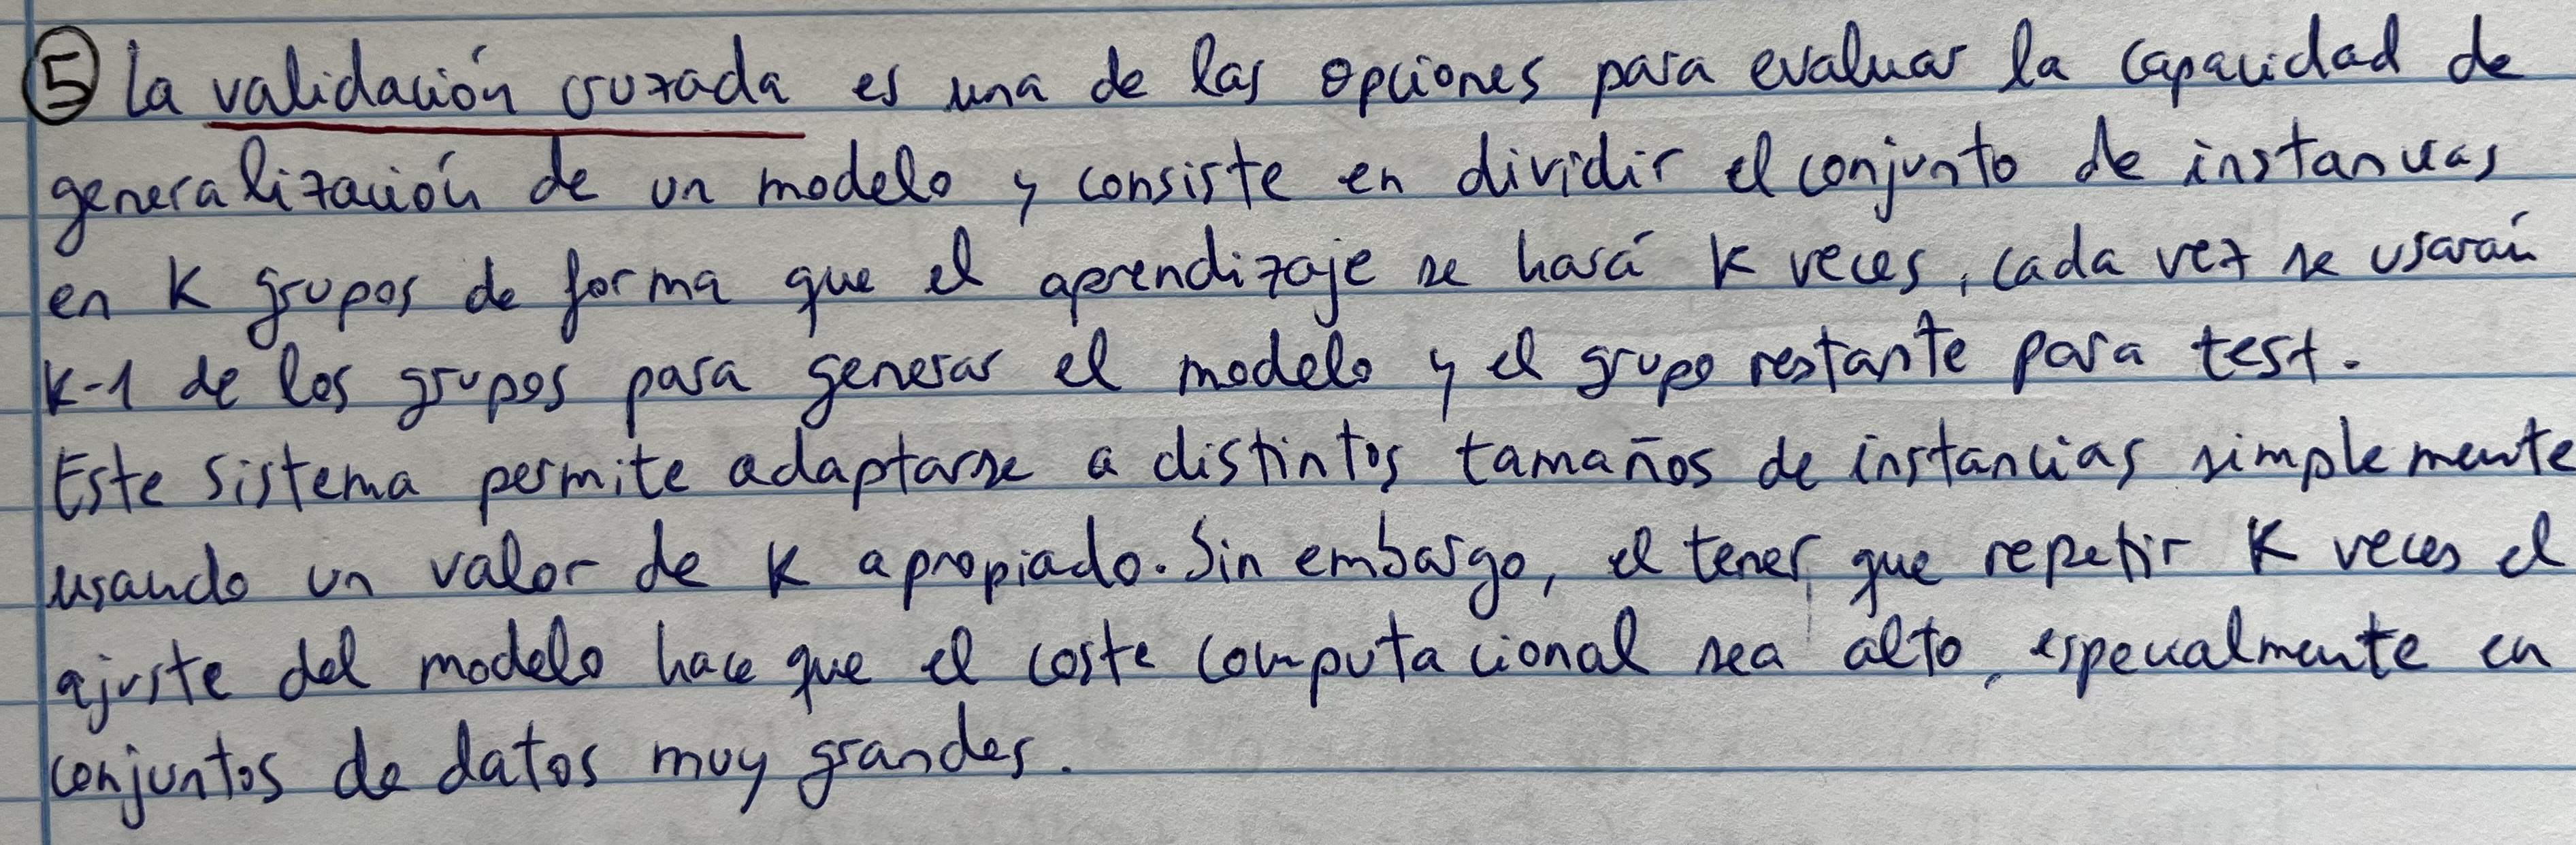 ⑤ La validación cruzada es una de las opciones para evaluar la capacidad de
generalización de un modelo y consiste en dividir el conjunto de instancias
en K grupos de forma que el aprendizaje se hará K veces, cada vez se usarán
K-1 de los grupos para generar el modelo y el grupo restante para test.
Este sistema permite adaptarse a distintos tamaños de instancias simplemente
usando un valor de K apropiado. Sin embargo, el tener que repetir K veces el
ajuste del modelo hace que el coste computacional sea alto, especialmente en
conjuntos de datos muy grandes.